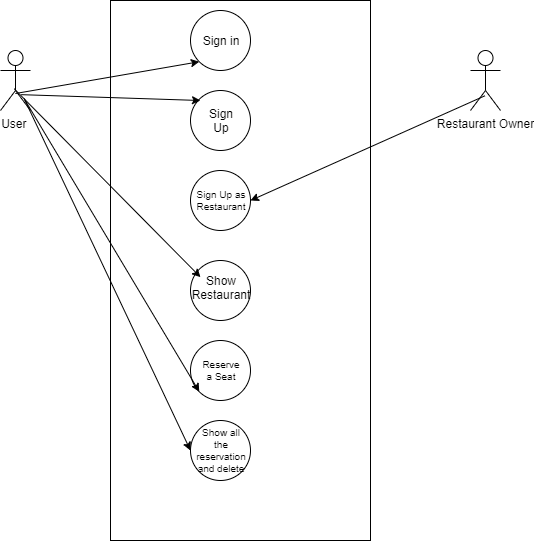 Sign in
User
Sign
Up
Restaurant Owner
Sign Up as
Restaurant
Show
Restaurant
Reserve
a Seat
Show all
the
reservation
and delete